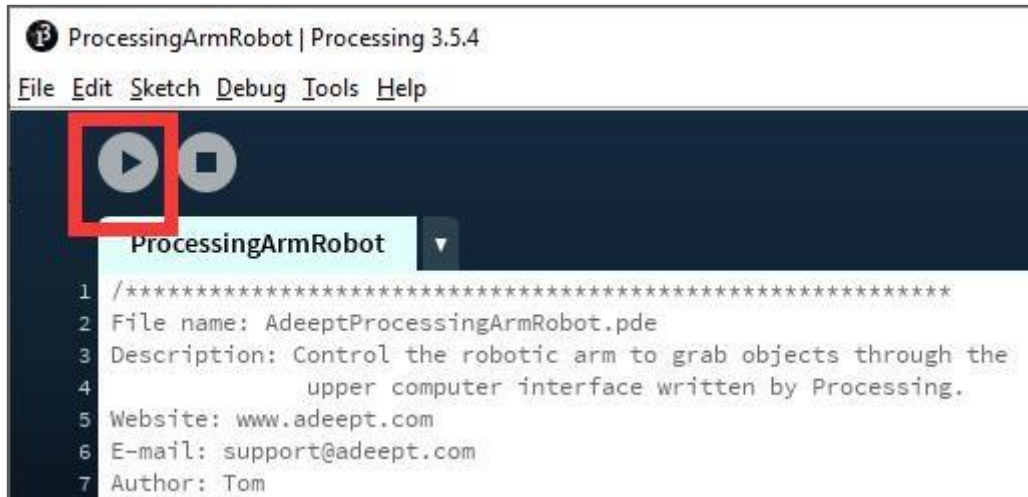 ProcessingArmRobot | Processing 3.5.4
File Edit Sketch Debug Tools Help
ProcessingArmRobot ▼
1 /***********************************************************
2 File name: AdeeptProcessingArmRobot.pde
3 Description: Control the robotic arm to grab objects through the
4 upper computer interface written by Processing.
5 Website: www.adeept.com
6 E-mail: support@adeept.com
7 Author: Tom